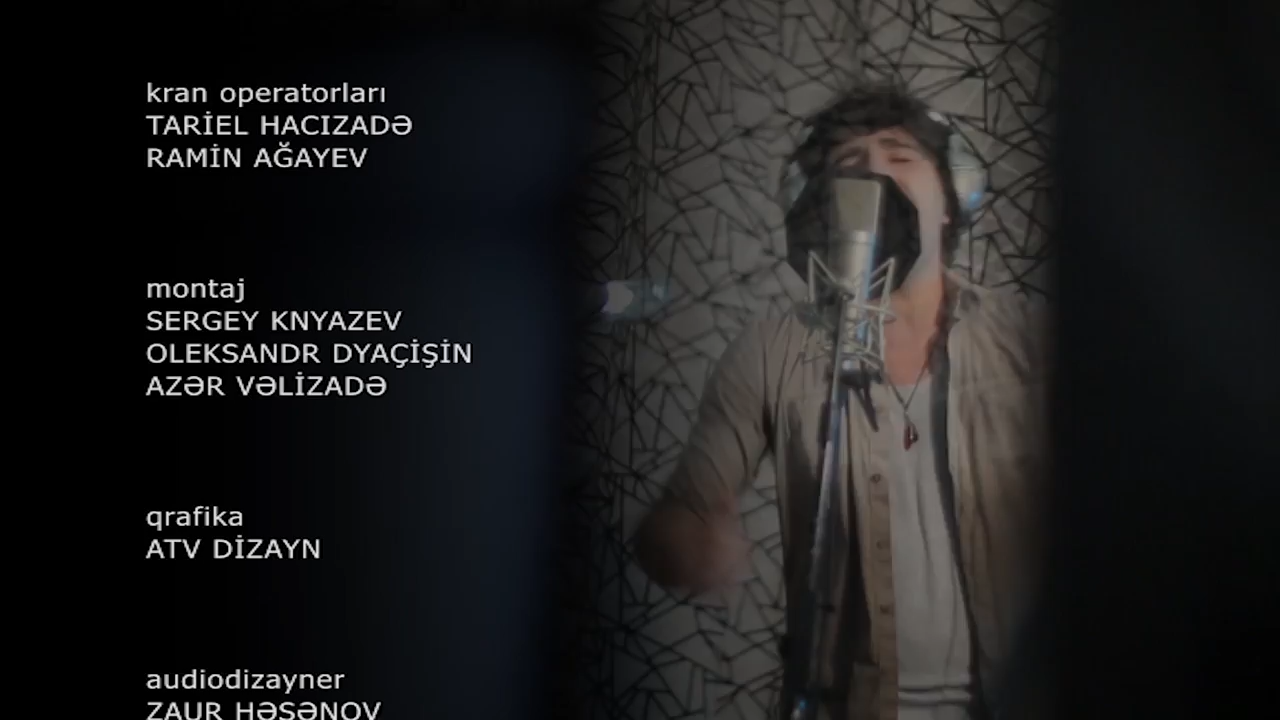 kran operatorları
TARİEL HACIZADƏ
RAMİN AĞAYEV
montaj
SERGEY KNYAZEV
OLEKSANDR DYAÇİŞİN
AZƏR VƏLİZADƏ
qrafika
ATV DİZAYN
audiodizayner
ZAUR HƏSƏNOV